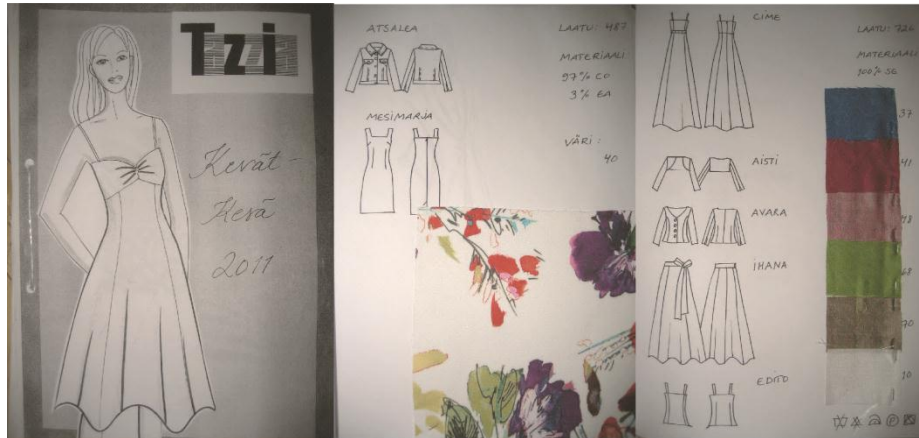 Tzi
Kevät-
Kesä
2011
ATSALEA
LAATU: 487
MATERIAALI
97% CO
3% EA
MESIMARJA
VÄRI:
40
CIME
LAATU: 726
MATERIAALI
100% SE
37
41
AISTI
AVARA
IHANA
68
70
EDITO
10